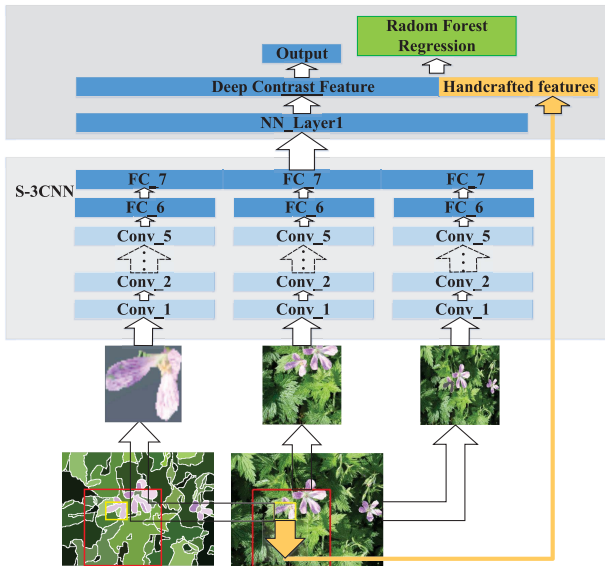 Radom Forest
Regression
Output
Deep Contrast Feature
Handcrafted features
NN_Layer1
S-3CNN
FC_7 FC_7 FC_7
FC_6 FC_6 FC_6
Conv_5 Conv_5 Conv_5
Conv_2 Conv_2 Conv_2
Conv_1 Conv_1 Conv_1